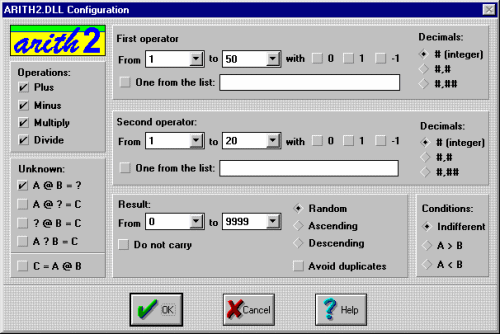 ARITH2.DLL Configuration
arith 2
Operations:
Plus
Minus
Multiply
Divide
Unknown:
A @ B = ?
A @ ? = C
? @ B = C
A ? B = C
C = A @ B
First operator
From 1 to 50 with 0 1 -1
One from the list:
Decimals:
# (integer)
#,#
#,##
Second operator:
From 1 to 20 with 0 1 -1
One from the list:
Decimals:
# (integer)
#,#
#,##
Result:
From 0 to 9999
Do not carry
Random
Ascending
Descending
Avoid duplicates
Conditions:
Indifferent
A > B
A < B
OK
Cancel
? Help